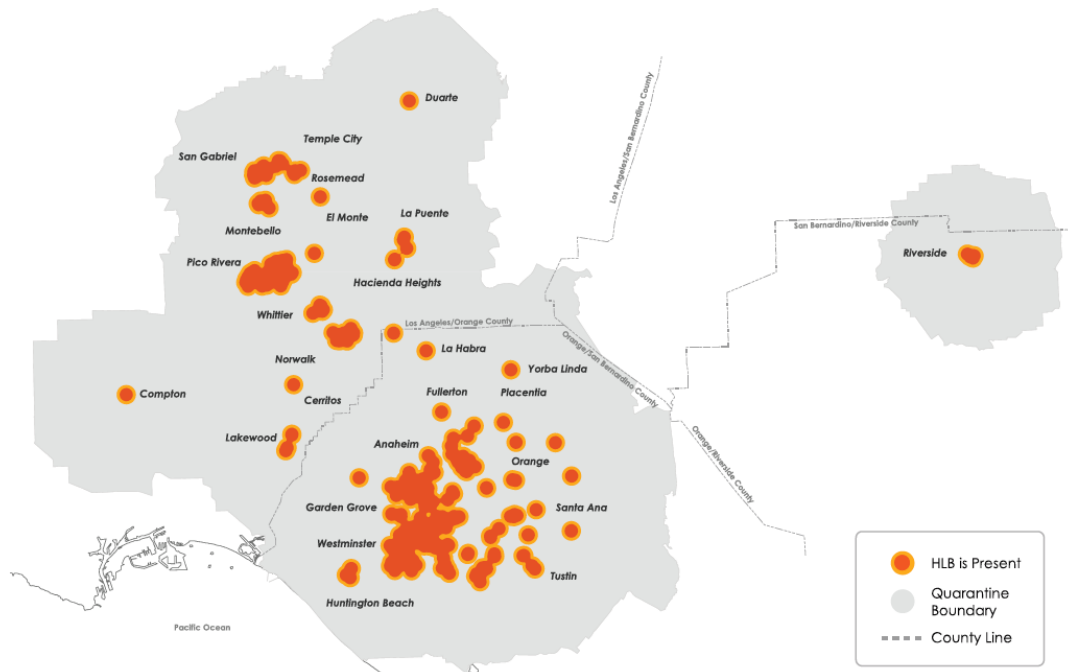 Duarte
Temple City
San Gabriel
Rosemead
El Monte
La Puente
Montebello
Pico Rivera
Hacienda Heights
Whittier
Los Angeles/Orange County
La Habra
Norwalk
Yorba Linda
Compton
Cerritos
Fullerton
Placentia
Lakewood
Anaheim
Orange
Garden Grove
Santa Ana
Westminster
Tustin
Huntington Beach
Pacific Ocean
Los Angeles/San Bernardino County
San Bernardino/Riverside County
Riverside
Orange/San Bernardino County
Orange/Riverside County
HLB is Present
Quarantine
Boundary
County Line